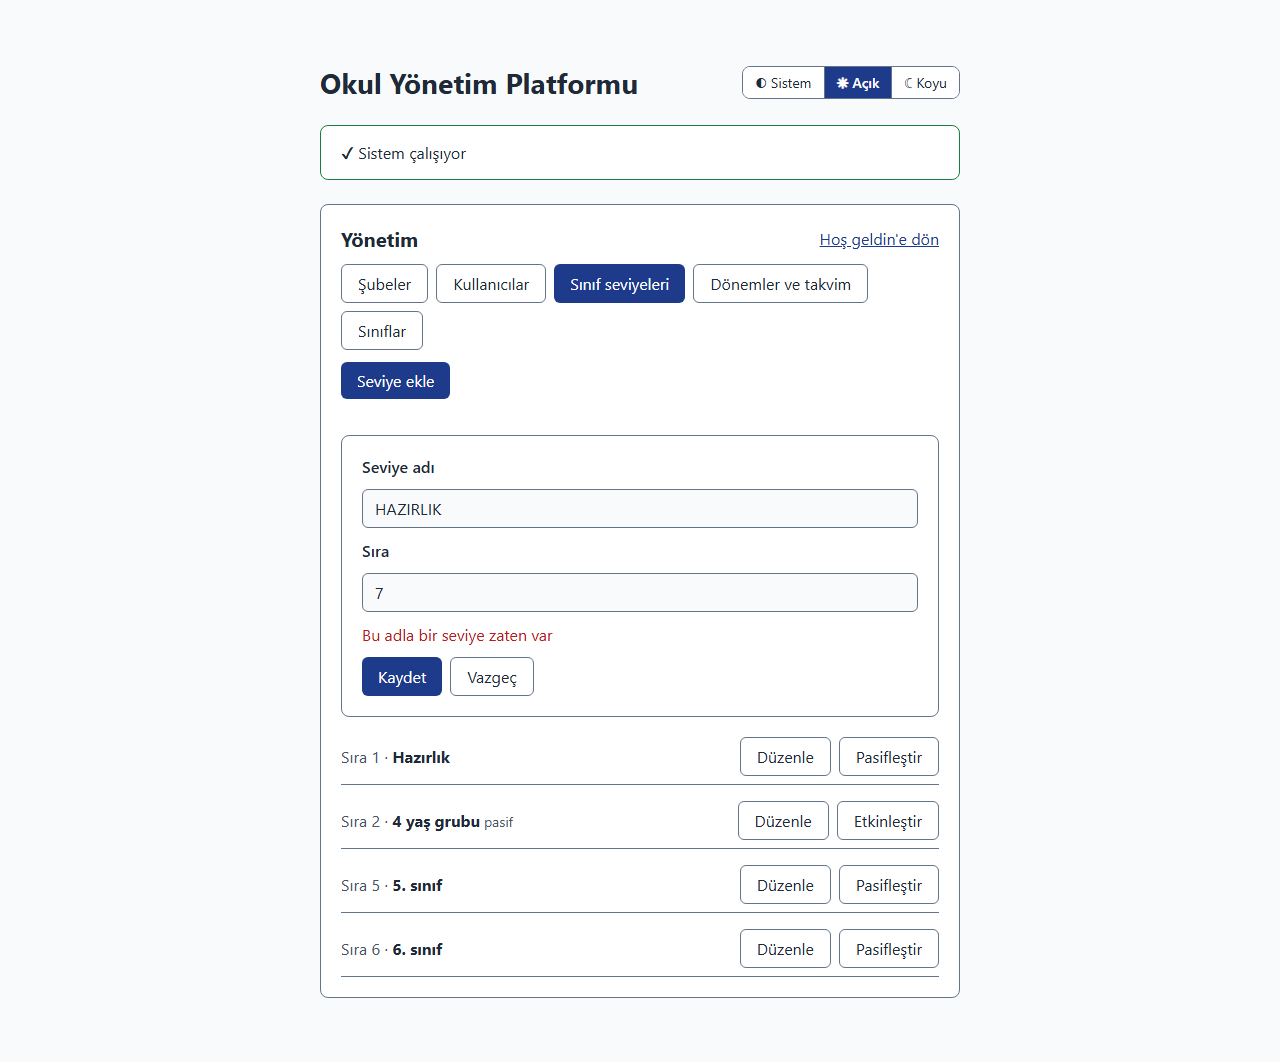 Okul Yönetim Platformu
◐ Sistem ✱ Açık ☾ Koyu
✓ Sistem çalışıyor
Yönetim Hoş geldin'e dön
Şubeler Kullanıcılar Sınıf seviyeleri Dönemler ve takvim
Sınıflar
Seviye ekle
Seviye adı
HAZIRLIK
Sıra
7
Bu adla bir seviye zaten var
Kaydet Vazgeç
Sıra 1 · Hazırlık Düzenle Pasifleştir
Sıra 2 · 4 yaş grubu pasif Düzenle Etkinleştir
Sıra 5 · 5. sınıf Düzenle Pasifleştir
Sıra 6 · 6. sınıf Düzenle Pasifleştir